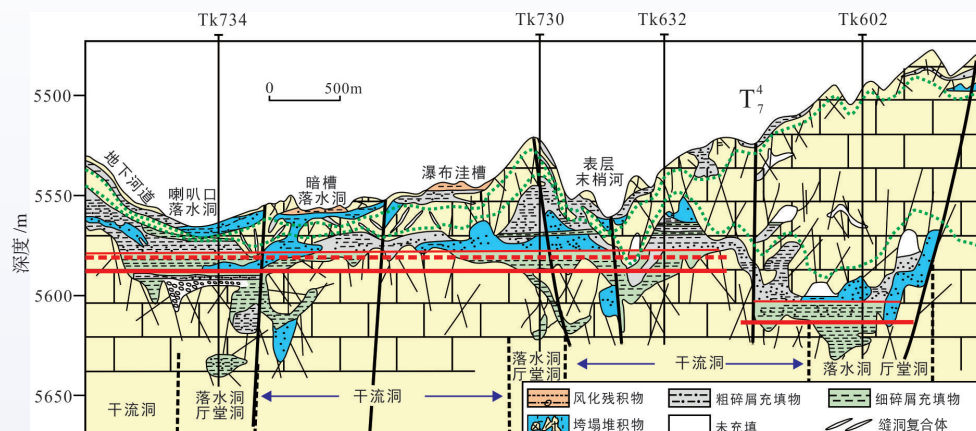 Tk734 Tk730 Tk632 Tk602
5500
0 500m
T₇⁴
5550
地下河道
喇叭口
落水洞
暗槽
落水洞
瀑布洼槽
表层
末梢河
深度 /m
5600
5650
干流洞
落水洞
厅堂洞
干流洞
落水洞
厅堂洞
干流洞
落水洞
厅堂洞
风化残积物 粗碎屑充填物 细碎屑充填物
垮塌堆积物 未充填 缝洞复合体